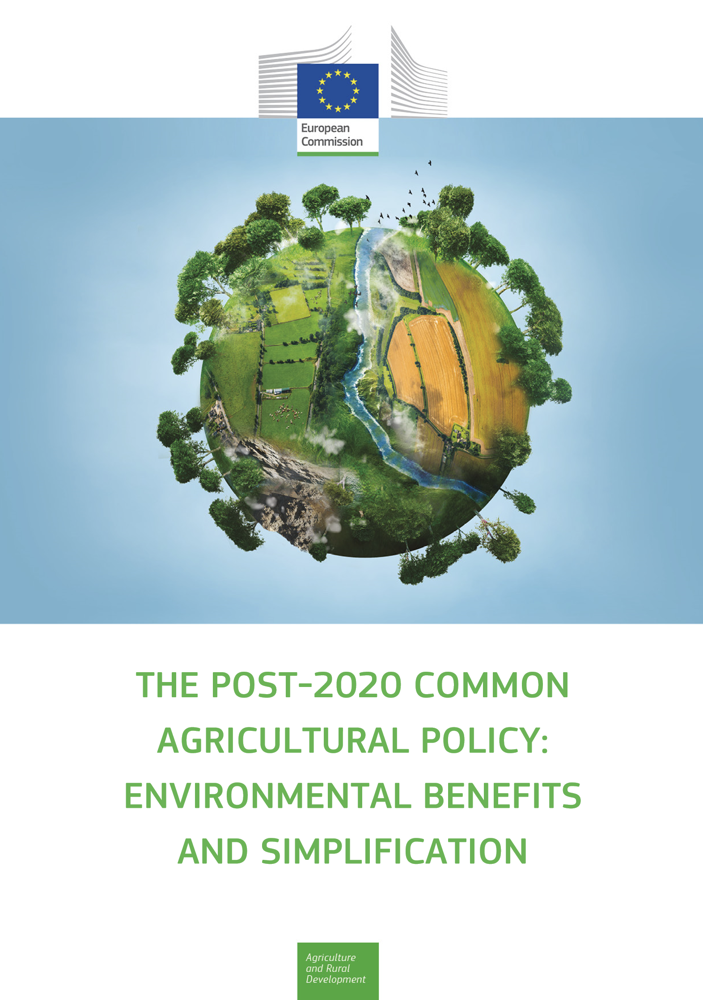 European
Commission
THE POST-2020 COMMON
AGRICULTURAL POLICY:
ENVIRONMENTAL BENEFITS
AND SIMPLIFICATION
Agriculture
and Rural
Development